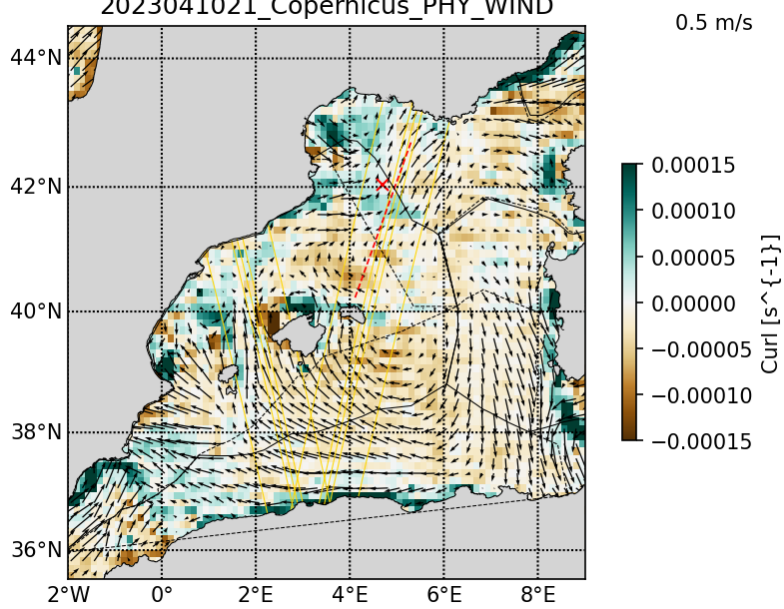 2023041021_Copernicus_PHY_WIND
0.5 m/s
44°N
42°N
40°N
38°N
36°N
2°W 0° 2°E 4°E 6°E 8°E
0.00015
0.00010
0.00005
0.00000
−0.00005
−0.00010
−0.00015
Curl [s^{-1}]